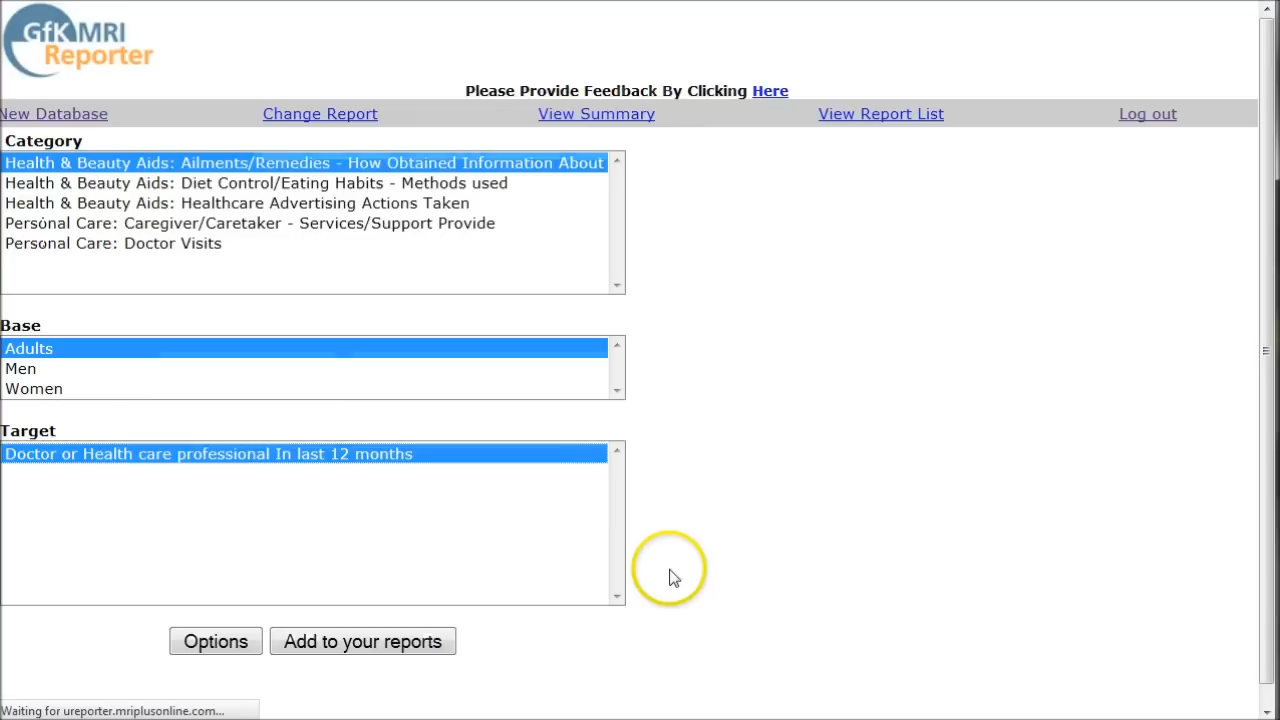 GfK MRI
Reporter
Please Provide Feedback By Clicking Here
New Database Change Report View Summary View Report List Log out
Category
Health & Beauty Aids: Ailments/Remedies - How Obtained Information About
Health & Beauty Aids: Diet Control/Eating Habits - Methods used
Health & Beauty Aids: Healthcare Advertising Actions Taken
Personal Care: Caregiver/Caretaker - Services/Support Provide
Personal Care: Doctor Visits
Base
Adults
Men
Women
Target
Doctor or Health care professional In last 12 months
Options Add to your reports
Waiting for ureporter.mriplusonline.com...